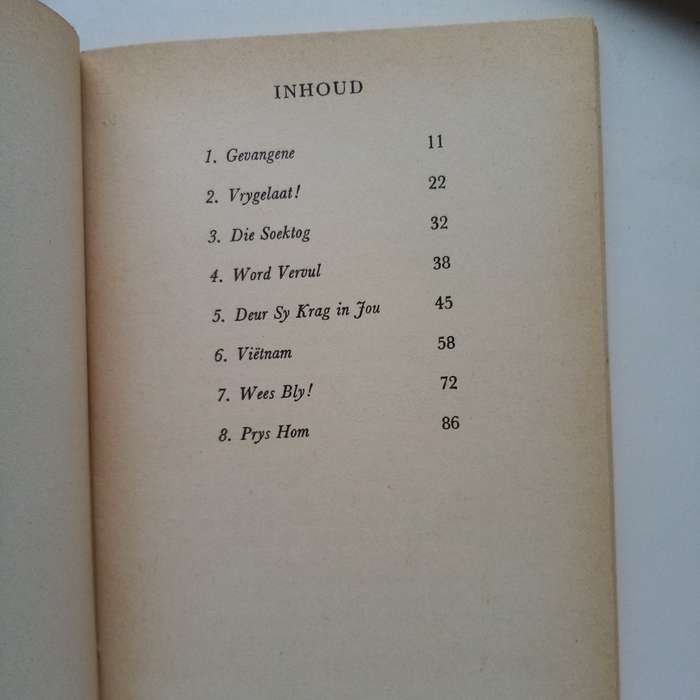 INHOUD
1. Gevangene 11
2. Vrygelaat! 22
3. Die Soektog 32
4. Word Vervul 38
5. Deur Sy Krag in Jou 45
6. Viëtnam 58
7. Wees Bly! 72
8. Prys Hom 86